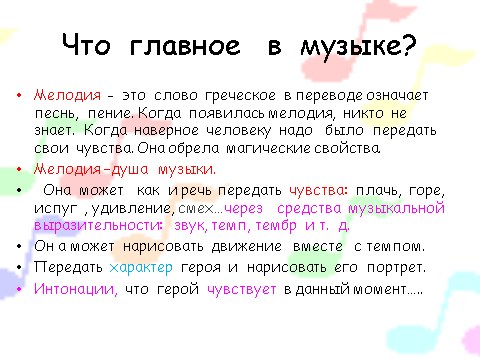 Что главное в музыке?
• Мелодия - это слово греческое в переводе означает
песнь, пение. Когда появилась мелодия, никто не
знает. Когда наверное человеку надо было передать
свои чувства. Она обрела магические свойства.
• Мелодия-душа музыки.
• Она может как и речь передать чувства: плачь, горе,
испуг , удивление, смех...через средства музыкальной
выразительности: звук, темп, тембр и т. д.
• Он а может нарисовать движение вместе с темпом.
• Передать характер героя и нарисовать его портрет.
• Интонации, что герой чувствует в данный момент.....